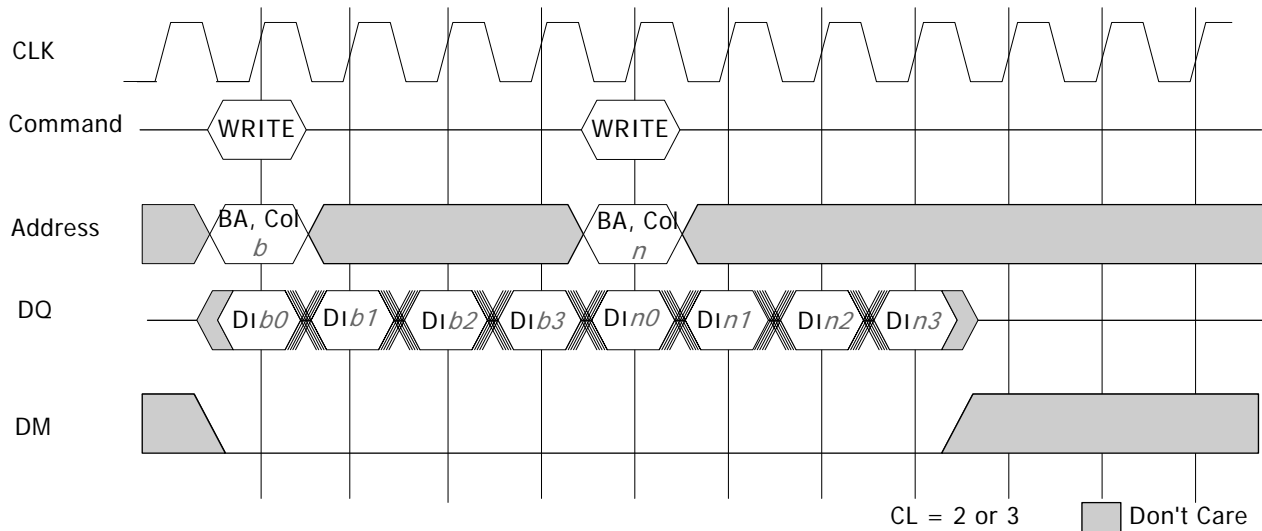 CLK
Command WRITE WRITE
Address BA, Col BA, Col
b n
DQ DIb0 DIb1 DIb2 DIb3 DIn0 DIn1 DIn2 DIn3
DM
CL = 2 or 3 Don't Care